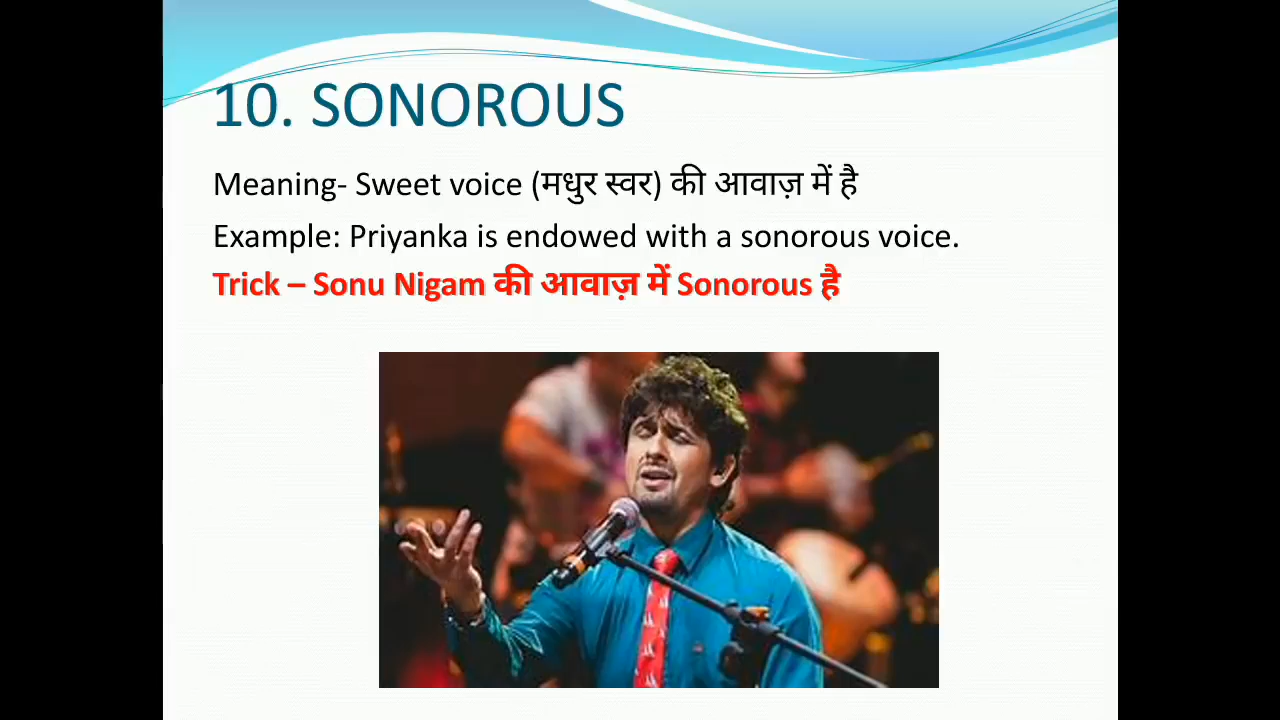 10. SONOROUS
Meaning- Sweet voice (मधुर स्वर) की आवाज़ में है
Example: Priyanka is endowed with a sonorous voice.
Trick – Sonu Nigam की आवाज़ में Sonorous है